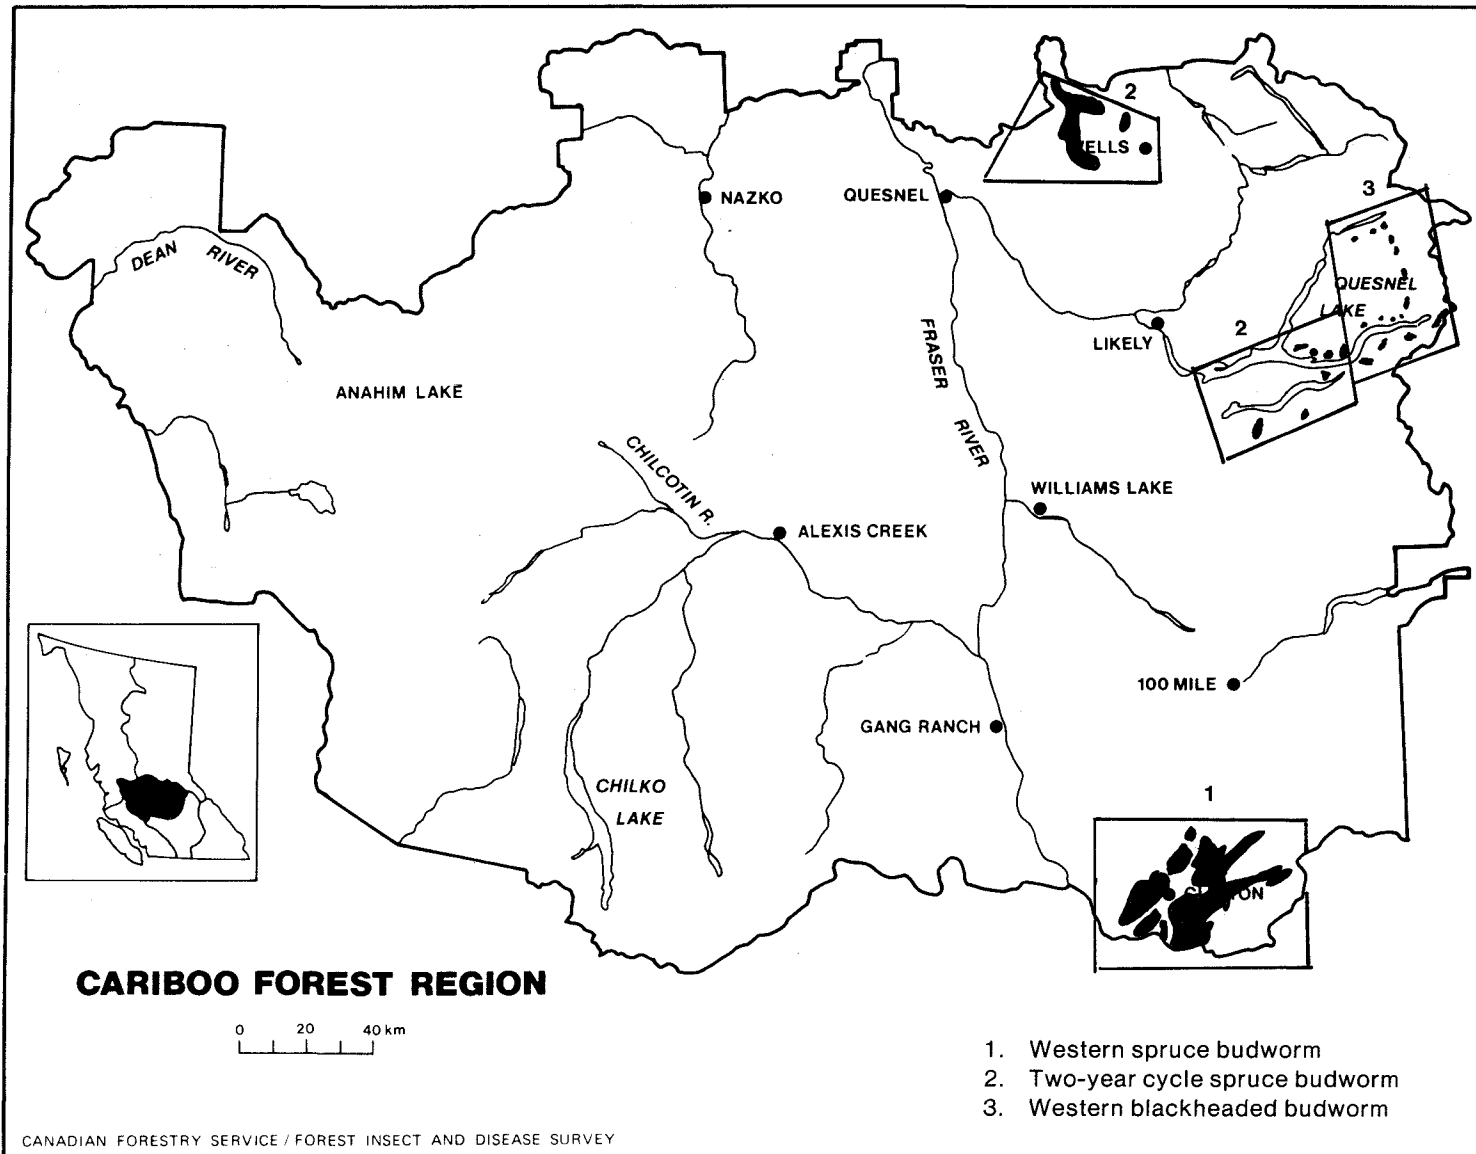 2
WELLS
3
NAZKO
QUESNEL
DEAN RIVER
QUESNEL
LAKE
2
LIKELY
FRASER RIVER
ANAHIM LAKE
CHILCOTIN R.
WILLIAMS LAKE
ALEXIS CREEK
100 MILE
GANG RANCH
CHILKO
LAKE
1
CARIBOO FOREST REGION
0 20 40 km
1. Western spruce budworm
2. Two-year cycle spruce budworm
3. Western blackheaded budworm
CANADIAN FORESTRY SERVICE / FOREST INSECT AND DISEASE SURVEY